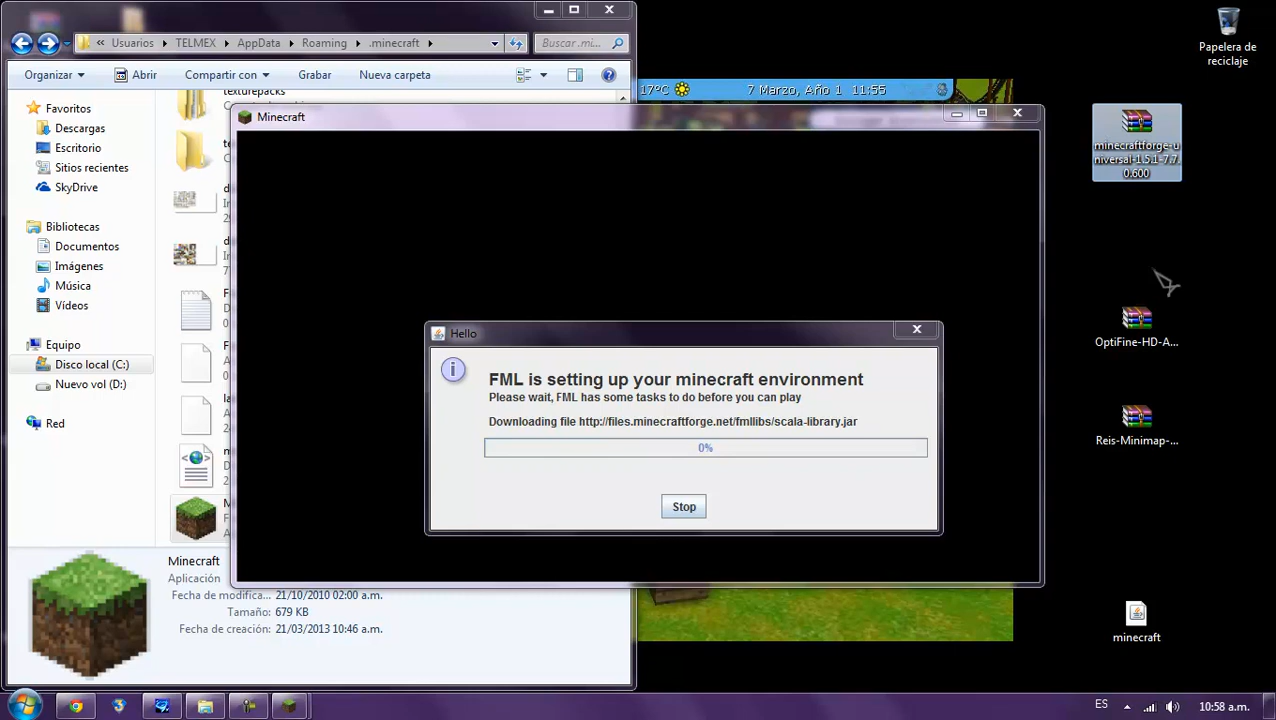 « Usuarios ▸ TELMEX ▸ AppData ▸ Roaming ▸ .minecraft ▸
Buscar .mi...
Organizar
Abrir
Compartir con
Grabar
Nueva carpeta
Favoritos
Descargas
Escritorio
Sitios recientes
SkyDrive
Bibliotecas
Documentos
Imágenes
Música
Vídeos
Equipo
Disco local (C:)
Nuevo vol (D:)
Red
texturepacks
Minecraft
Aplicación
Fecha de modifica... 21/10/2010 02:00 a.m.
Tamaño: 679 KB
Fecha de creación: 21/03/2013 10:46 a.m.
17ºC
7 Marzo, Año 1 11:55
Minecraft
Hello
FML is setting up your minecraft environment
Please wait, FML has some tasks to do before you can play
Downloading file http://files.minecraftforge.net/fmllibs/scala-library.jar
0%
Stop
Papelera de
reciclaje
minecraftforge-u
niversal-1.5.1-7.7.
0.600
OptiFine-HD-A...
Reis-Minimap-...
minecraft
ES
10:58 a.m.